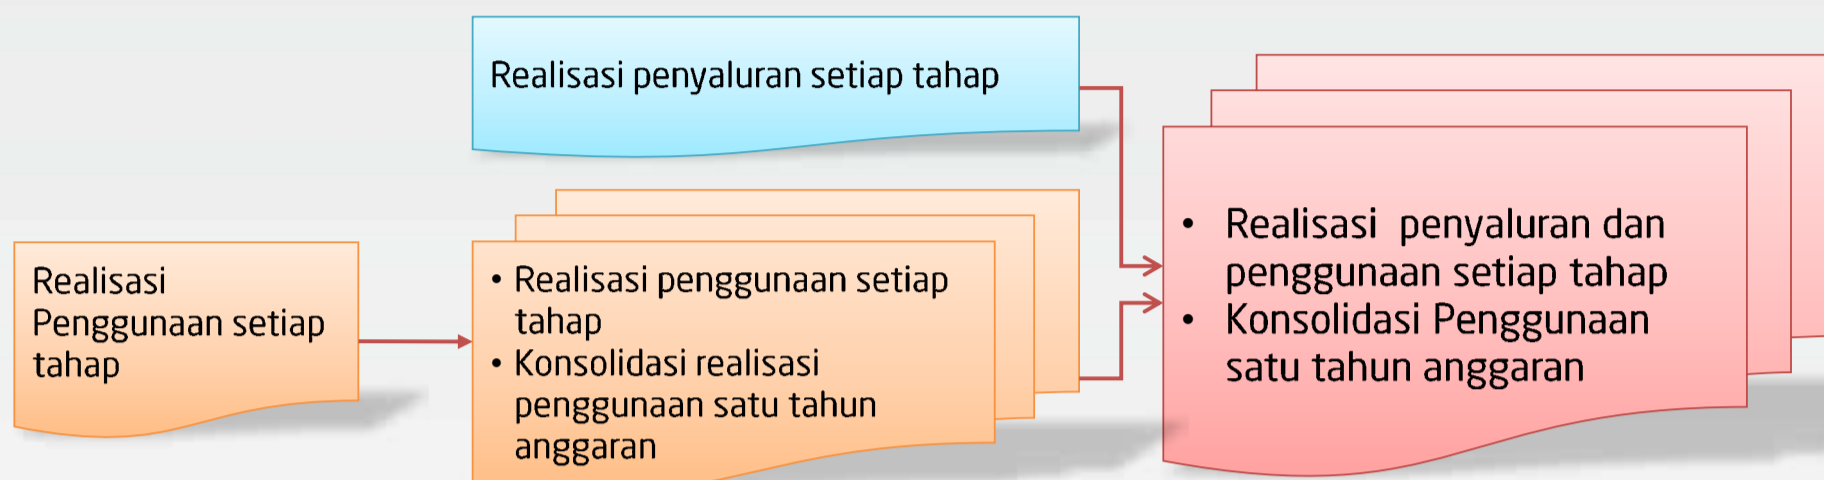 Realisasi penyaluran setiap tahap
Realisasi
Penggunaan setiap
tahap
• Realisasi penggunaan setiap
tahap
• Konsolidasi realisasi
penggunaan satu tahun
anggaran
• Realisasi penyaluran dan
penggunaan setiap tahap
• Konsolidasi Penggunaan
satu tahun anggaran